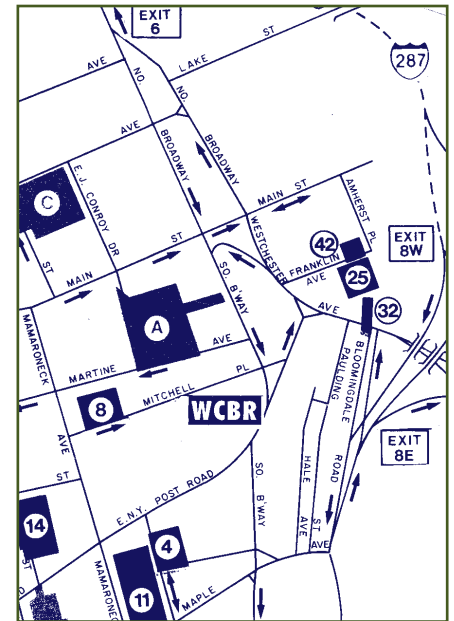 EXIT
6
LAKE ST
AVE
NO.
NO.
287
AVE
BROADWAY
BROADWAY
E.J. CONROY DR
C
MAIN ST
AMHERST PL
WESTCHESTER
AVE
42
FRANKLIN
AVE
EXIT
8W
25
ST
MAIN
ST
SO. B'WAY
32
MAMARONECK
AVE
A
MARTINE
AVE
BLOOMINGDALE
ROAD
PAULDING
ST
MITCHELL PL
8
WCBR
EXIT
8E
HALE
AVE
SO. B'WAY
E.N.Y. POST ROAD
ST
14
ST
4
AVE
D
MAMARONECK
11
MAPLE